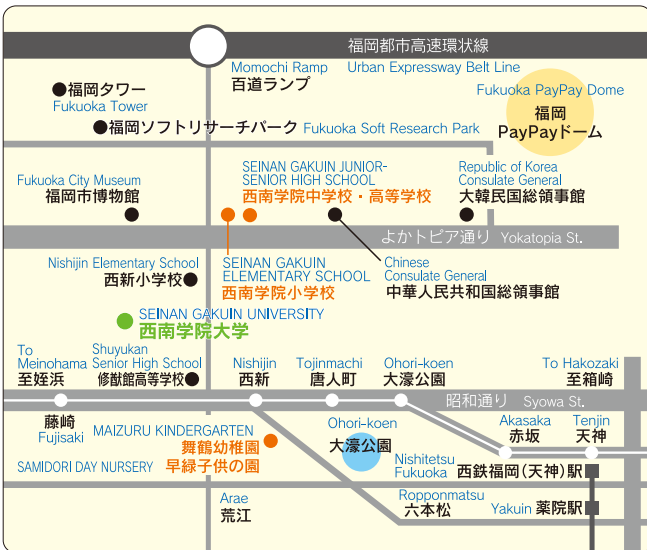 福岡都市高速環状線
Momochi Ramp
Urban Expressway Belt Line
百道ランプ
●福岡タワー
Fukuoka Tower
Fukuoka PayPay Dome
福岡
PayPayドーム
●福岡ソフトリサーチパーク Fukuoka Soft Research Park
Fukuoka City Museum
福岡市博物館
SEINAN GAKUIN JUNIOR-
SENIOR HIGH SCHOOL
西南学院中学校・高等学校
Republic of Korea
Consulate General
大韓民国総領事館
よかトピア通り Yokatopia St.
Nishijin Elementary School
西新小学校
SEINAN GAKUIN
ELEMENTARY SCHOOL
西南学院小学校
Chinese
Consulate General
中華人民共和国総領事館
SEINAN GAKUIN UNIVERSITY
西南学院大学
To
Meinohama
至姪浜
Shuyukan
Senior High School
修猷館高等学校
Nishijin
西新
Tojinmachi
唐人町
Ohori-koen
大濠公園
To Hakozaki
至箱崎
昭和通り Syowa St.
藤崎
Fujisaki
MAIZURU KINDERGARTEN
舞鶴幼稚園
SAMIDORI DAY NURSERY
早緑子供の園
Ohori-koen
大濠公園
Akasaka
赤坂
Tenjin
天神
Nishitetsu
Fukuoka
西鉄福岡(天神)駅
Arae
荒江
Ropponmatsu
六本松
Yakuin 薬院駅